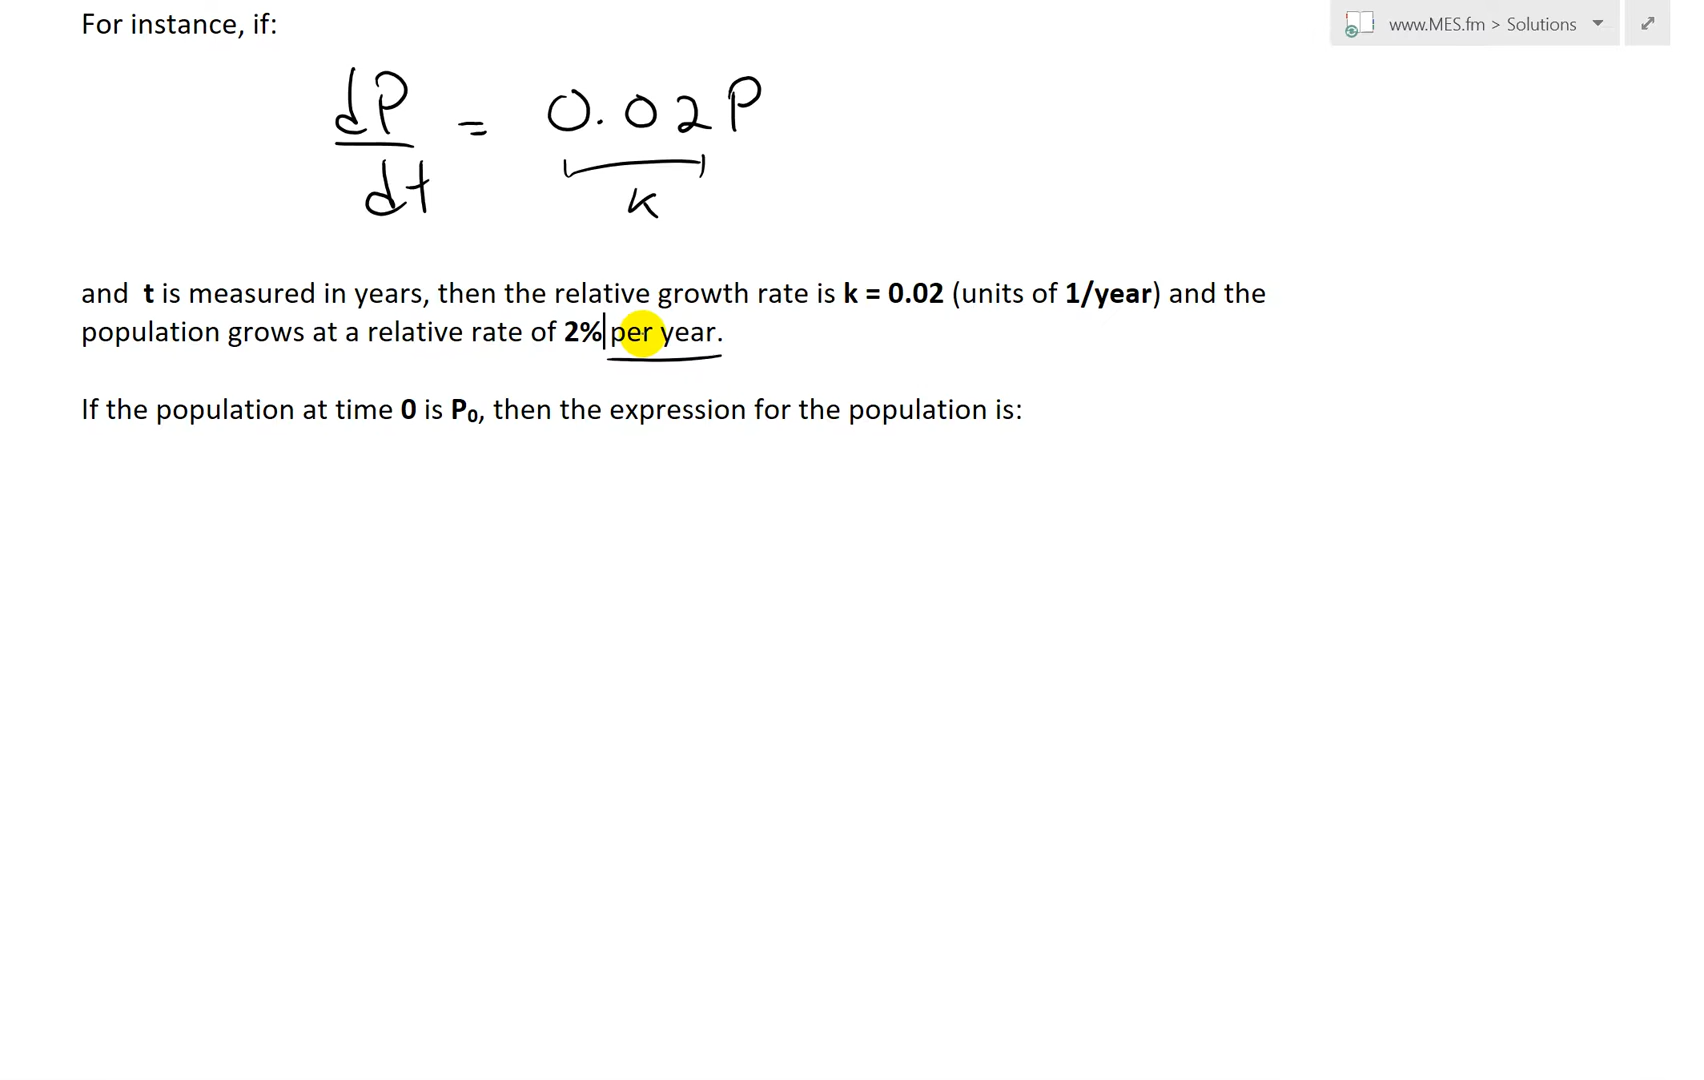 For instance, if:
www.MES.fm > Solutions
dP/dt = 0.02P
k
and t is measured in years, then the relative growth rate is k = 0.02 (units of 1/year) and the
population grows at a relative rate of 2% per year.
If the population at time 0 is P₀, then the expression for the population is: